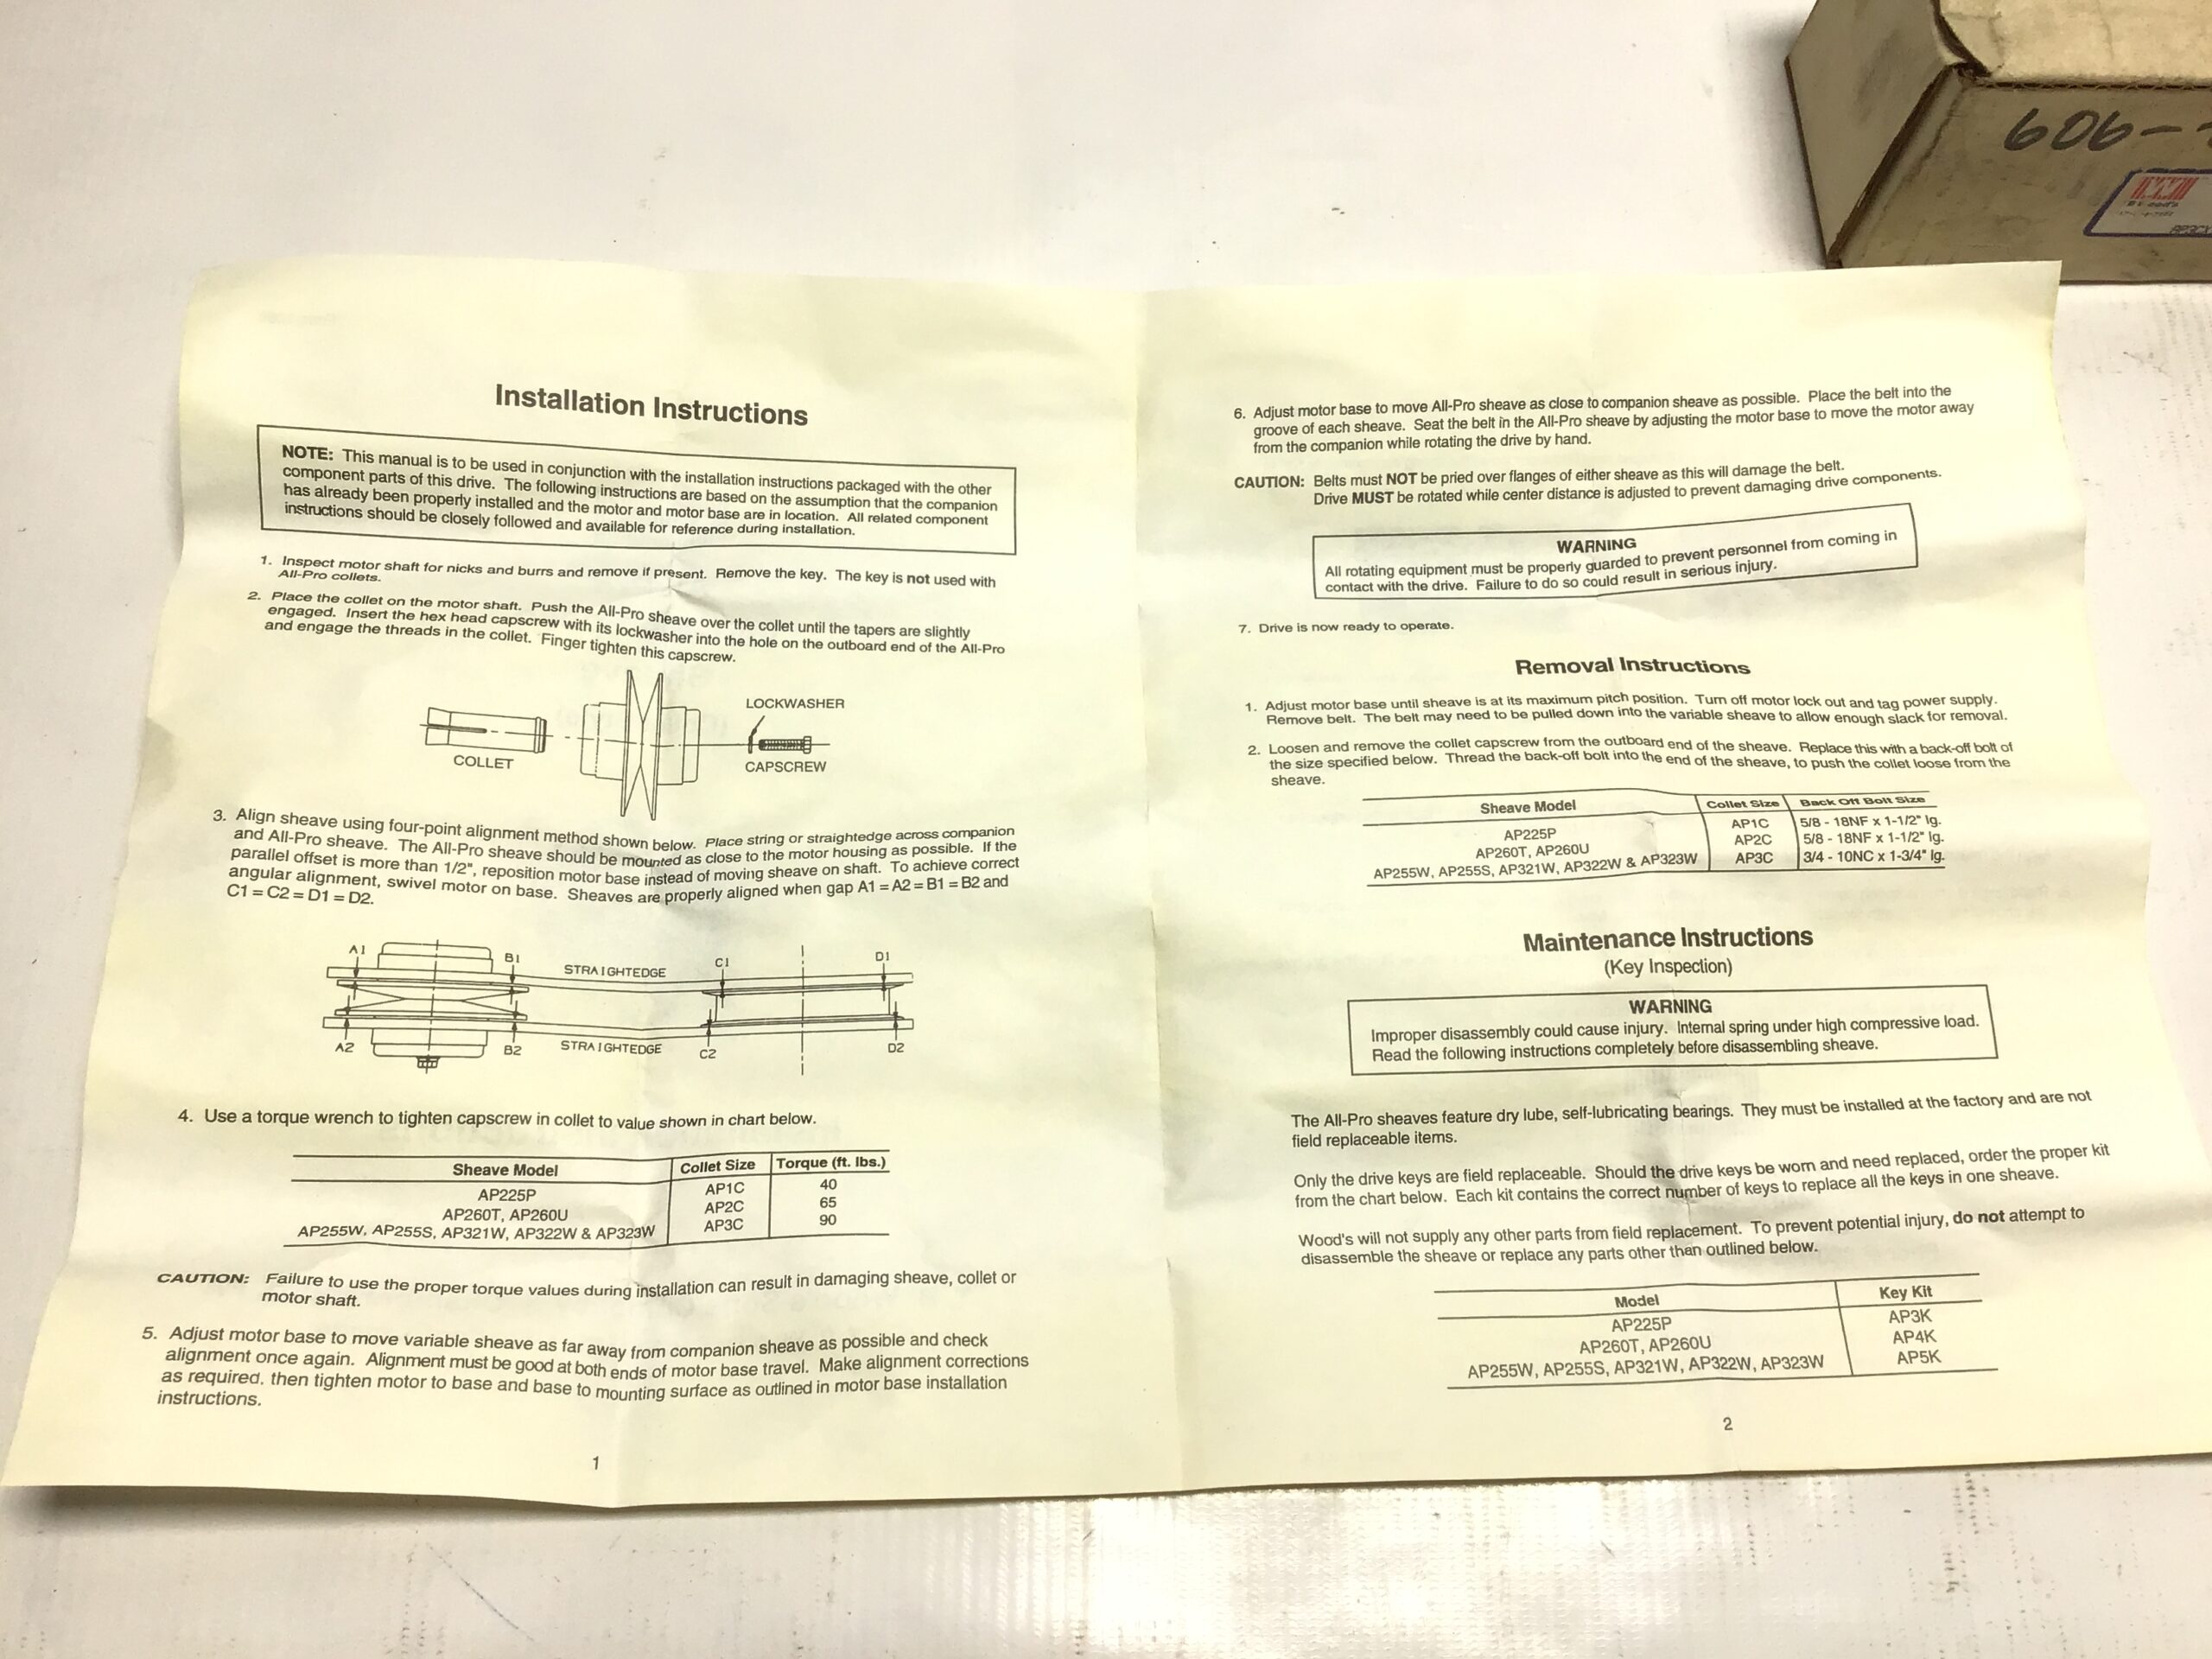 606-
Installation Instructions
NOTE: This manual is to be used in conjunction with the installation instructions packaged with the other
component parts of this drive. The following instructions are based on the assumption that the companion
has already been properly installed and the motor and motor base are in location. All related component
instructions should be closely followed and available for reference during installation.
1. Inspect motor shaft for nicks and burrs and remove if present. Remove the key. The key is not used with
All-Pro collets.
2. Place the collet on the motor shaft. Push the All-Pro sheave over the collet until the tapers are slightly
engaged. Insert the hex head capscrew with its lockwasher into the hole on the outboard end of the All-Pro
and engage the threads in the collet. Finger tighten this capscrew.
LOCKWASHER
COLLET
CAPSCREW
3. Align sheave using four-point alignment method shown below. Place string or straightedge across companion
and All-Pro sheave. The All-Pro sheave should be mounted as close to the motor housing as possible. If the
parallel offset is more than 1/2", reposition motor base instead of moving sheave on shaft. To achieve correct
angular alignment, swivel motor on base. Sheaves are properly aligned when gap A1 = A2 = B1 = B2 and
C1 = C2 = D1 = D2.
A1 B1 STRAIGHTEDGE C1 D1
A2 B2 STRAIGHTEDGE C2 D2
4. Use a torque wrench to tighten capscrew in collet to value shown in chart below.
Sheave Model Collet Size Torque (ft. lbs.)
AP225P AP1C 40
AP260T, AP260U AP2C 65
AP255W, AP255S, AP321W, AP322W & AP323W AP3C 90
CAUTION: Failure to use the proper torque values during installation can result in damaging sheave, collet or
motor shaft.
5. Adjust motor base to move variable sheave as far away from companion sheave as possible and check
alignment once again. Alignment must be good at both ends of motor base travel. Make alignment corrections
as required, then tighten motor to base and base to mounting surface as outlined in motor base installation
instructions.
1
6. Adjust motor base to move All-Pro sheave as close to companion sheave as possible. Place the belt into the
groove of each sheave. Seat the belt in the All-Pro sheave by adjusting the motor base to move the motor away
from the companion while rotating the drive by hand.
CAUTION: Belts must NOT be pried over flanges of either sheave as this will damage the belt.
Drive MUST be rotated while center distance is adjusted to prevent damaging drive components.
WARNING
All rotating equipment must be properly guarded to prevent personnel from coming in
contact with the drive. Failure to do so could result in serious injury.
7. Drive is now ready to operate.
Removal Instructions
1. Adjust motor base until sheave is at its maximum pitch position. Turn off motor lock out and tag power supply.
Remove belt. The belt may need to be pulled down into the variable sheave to allow enough slack for removal.
2. Loosen and remove the collet capscrew from the outboard end of the sheave. Replace this with a back-off bolt of
the size specified below. Thread the back-off bolt into the end of the sheave, to push the collet loose from the
sheave.
Sheave Model Collet Size Back Off Bolt Size
AP225P AP1C 5/8 - 18NF x 1-1/2" lg.
AP260T, AP260U AP2C 5/8 - 18NF x 1-1/2" lg.
AP255W, AP255S, AP321W, AP322W & AP323W AP3C 3/4 - 10NC x 1-3/4" lg.
Maintenance Instructions
(Key Inspection)
WARNING
Improper disassembly could cause injury. Internal spring under high compressive load.
Read the following instructions completely before disassembling sheave.
The All-Pro sheaves feature dry lube, self-lubricating bearings. They must be installed at the factory and are not
field replaceable items.
Only the drive keys are field replaceable. Should the drive keys be worn and need replaced, order the proper kit
from the chart below. Each kit contains the correct number of keys to replace all the keys in one sheave.
Wood's will not supply any other parts from field replacement. To prevent potential injury, do not attempt to
disassemble the sheave or replace any parts other than outlined below.
Model Key Kit
AP225P AP3K
AP260T, AP260U AP4K
AP255W, AP255S, AP321W, AP322W, AP323W AP5K
2